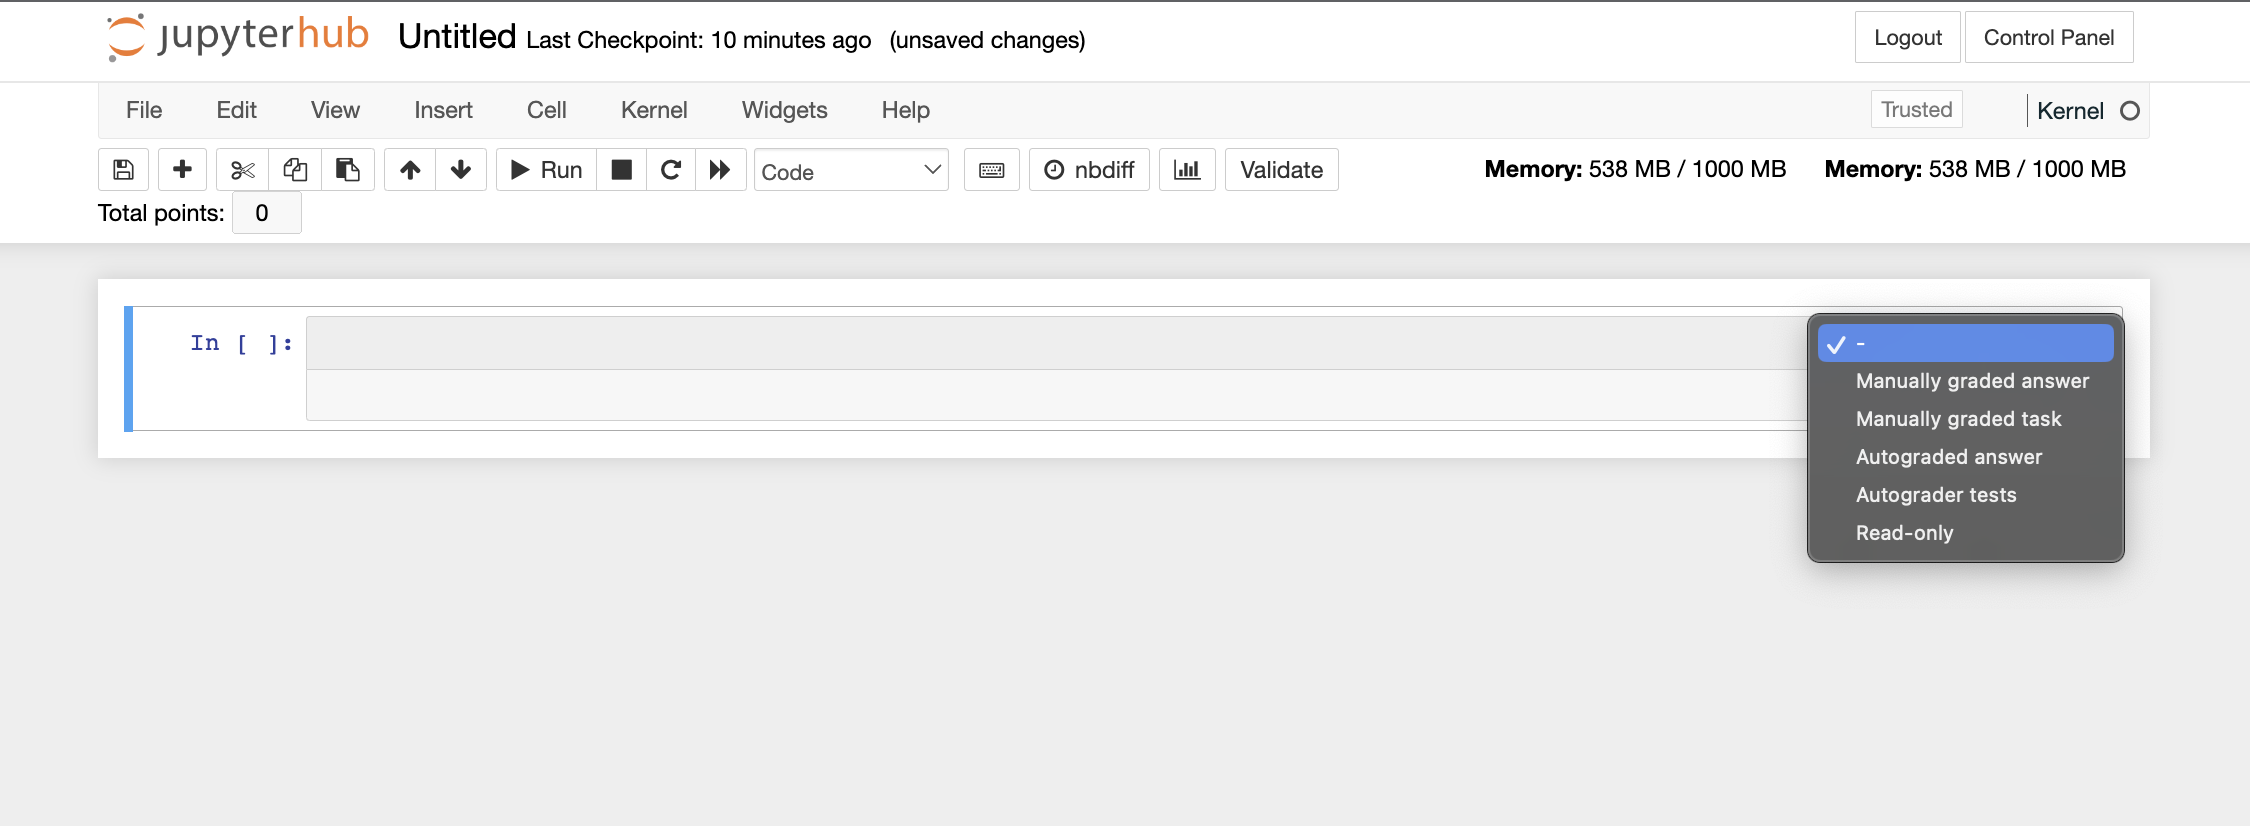 jupyterhub Untitled Last Checkpoint: 10 minutes ago (unsaved changes) Logout Control Panel
File Edit View Insert Cell Kernel Widgets Help Trusted Kernel
Run Code nbdiff Validate Memory: 538 MB / 1000 MB Memory: 538 MB / 1000 MB
Total points: 0
In [ ]: -
Manually graded answer
Manually graded task
Autograded answer
Autograder tests
Read-only